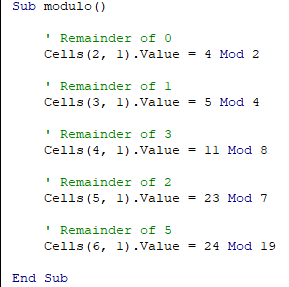 Sub modulo()
' Remainder of 0
Cells(2, 1).Value = 4 Mod 2
' Remainder of 1
Cells(3, 1).Value = 5 Mod 4
' Remainder of 3
Cells(4, 1).Value = 11 Mod 8
' Remainder of 2
Cells(5, 1).Value = 23 Mod 7
' Remainder of 5
Cells(6, 1).Value = 24 Mod 19
End Sub